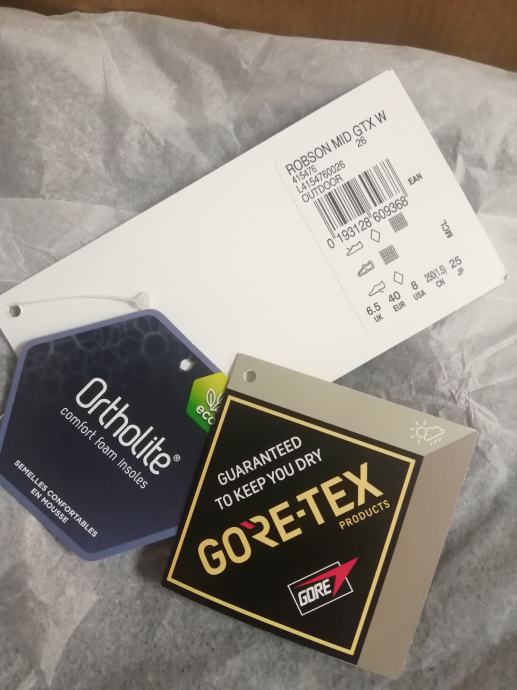 ROBSON MID GTX W
415476
26
L4154760026
OUTDOOR
EAN
0 193128 609368
MCL
6.5 40 8 250(1.5) 25
UK EUR USA CN JP
Ortholite®
comfort foam insoles
SEMELLES CONFORTABLES
EN MOUSSE
eco
GUARANTEED
TO KEEP YOU DRY
GORE-TEX
PRODUCTS
GORE